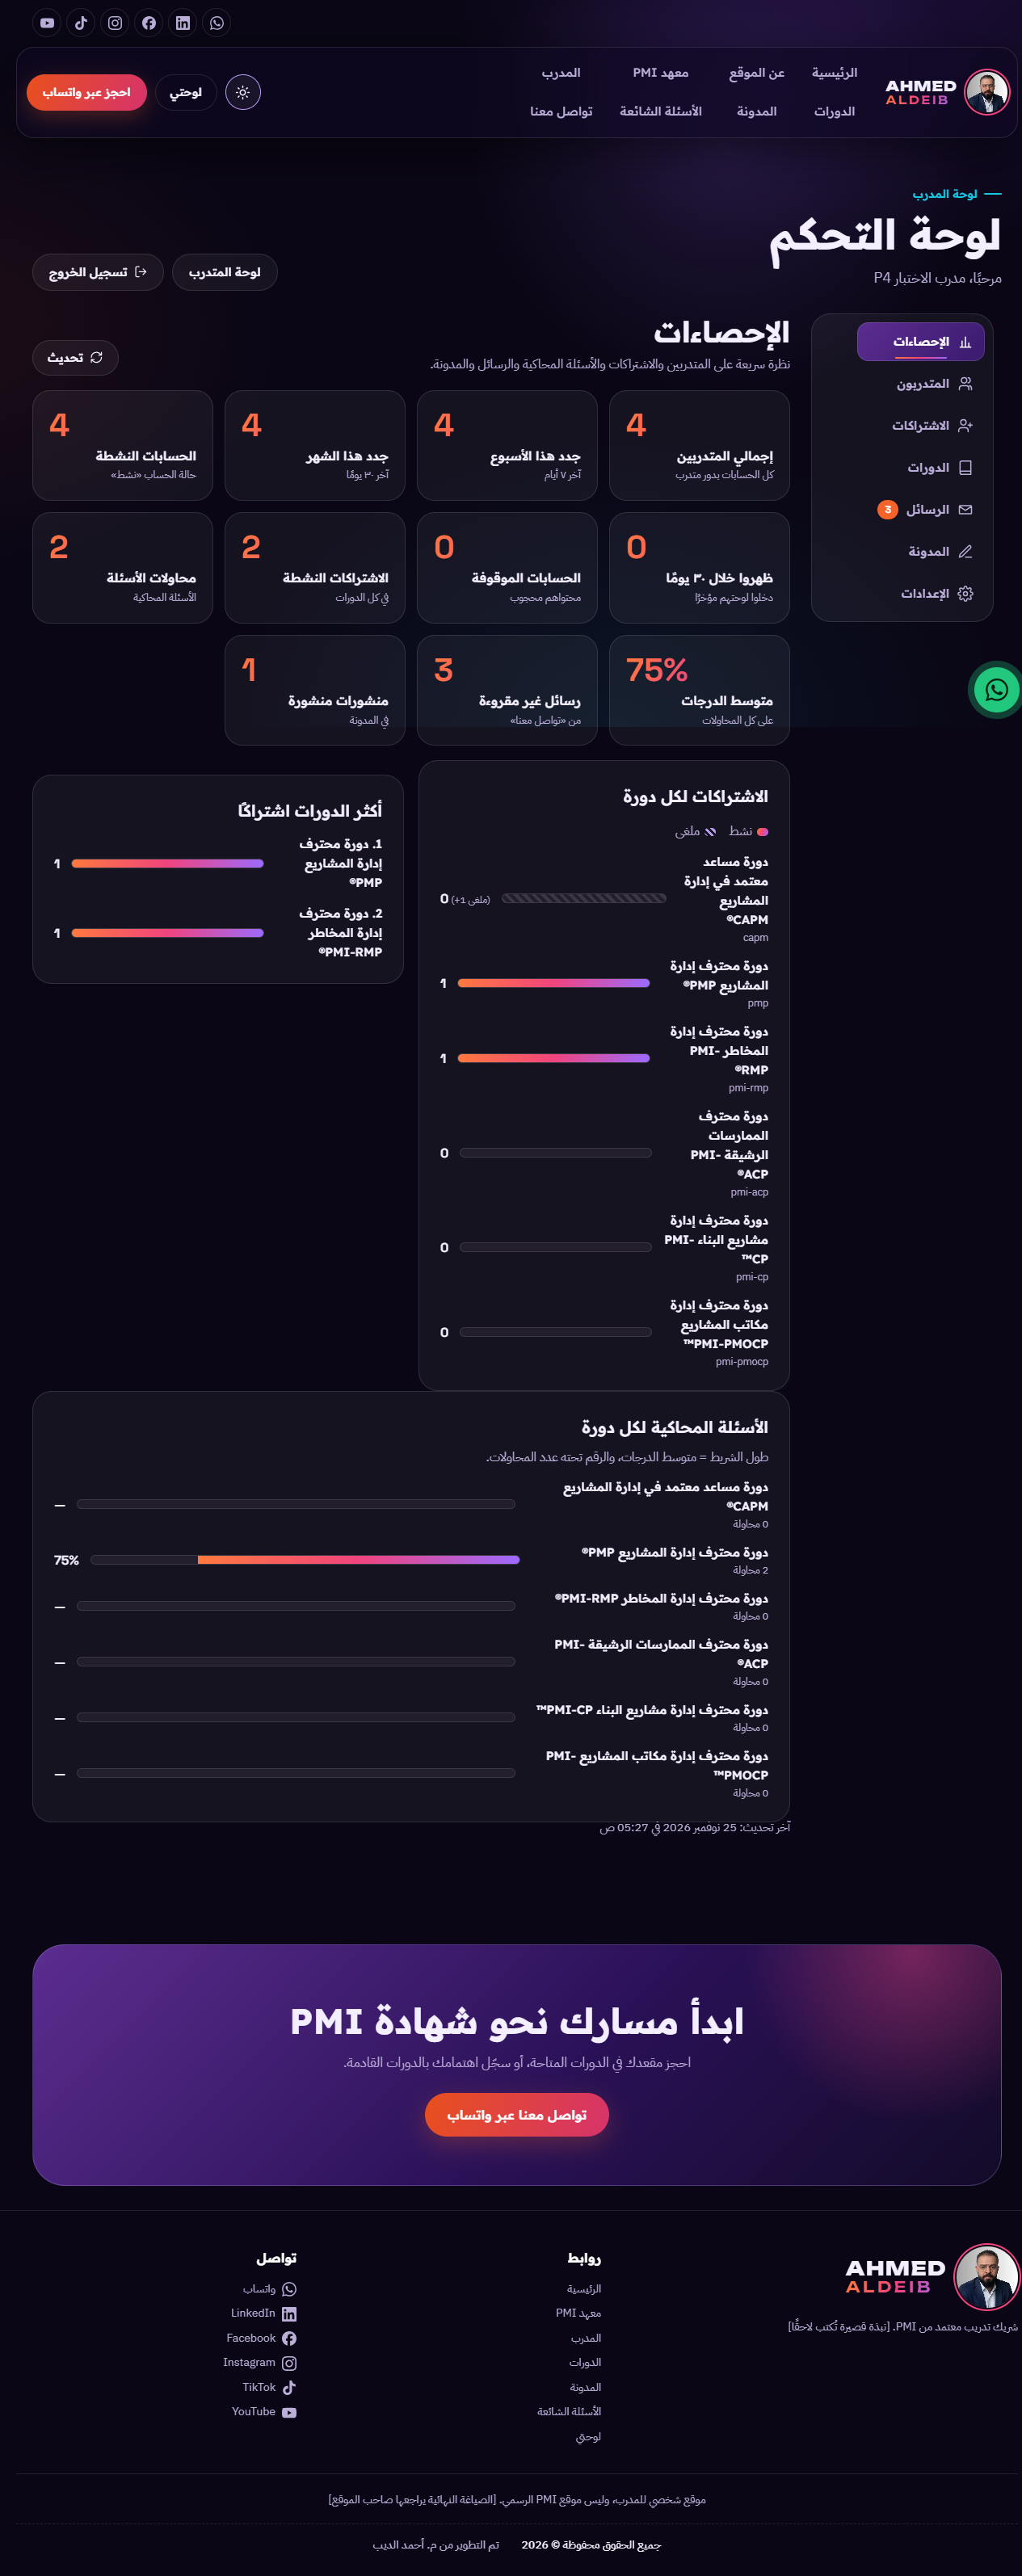 AHMED
ALDEIB
الرئيسية
عن الموقع
معهد PMI
المدرب
الدورات
المدونة
الأسئلة الشائعة
تواصل معنا
لوحتي
احجز عبر واتساب
لوحة المدرب
لوحة التحكم
مرحبًا، مدرب الاختبار P4
لوحة المتدرب
تسجيل الخروج
الإحصاءات
المتدربون
الاشتراكات
الدورات
الرسائل 3
المدونة
الإعدادات
الإحصاءات
نظرة سريعة على المتدربين والاشتراكات والأسئلة المحاكية والرسائل والمدونة.
تحديث
4
إجمالي المتدربين
كل الحسابات بدور متدرب
4
جدد هذا الأسبوع
آخر ٧ أيام
4
جدد هذا الشهر
آخر ٣٠ يومًا
4
الحسابات النشطة
حالة الحساب «نشط»
0
ظهروا خلال ٣٠ يومًا
دخلوا لوحتهم مؤخرًا
0
الحسابات الموقوفة
محتواهم محجوب
2
الاشتراكات النشطة
في كل الدورات
2
محاولات الأسئلة
الأسئلة المحاكية
75%
متوسط الدرجات
على كل المحاولات
3
رسائل غير مقروءة
من «تواصل معنا»
1
منشورات منشورة
في المدونة
الاشتراكات لكل دورة
نشط
ملغى
دورة مساعد
معتمد في إدارة
المشاريع
CAPM®
capm
0 (+1 ملغى)
دورة محترف إدارة
المشاريع PMP®
pmp
1
دورة محترف إدارة
المخاطر PMI-
RMP®
pmi-rmp
1
دورة محترف
الممارسات
الرشيقة PMI-
ACP®
pmi-acp
0
دورة محترف إدارة
مشاريع البناء PMI-
CP™
pmi-cp
0
دورة محترف إدارة
مكاتب المشاريع
PMI-PMOCP™
pmi-pmocp
0
أكثر الدورات اشتراكًا
1. دورة محترف
إدارة المشاريع
PMP®
1
2. دورة محترف
إدارة المخاطر
PMI-RMP®
1
الأسئلة المحاكية لكل دورة
طول الشريط = متوسط الدرجات، والرقم تحته عدد المحاولات.
دورة مساعد معتمد في إدارة المشاريع
CAPM®
0 محاولة
—
دورة محترف إدارة المشاريع PMP®
2 محاولة
75%
دورة محترف إدارة المخاطر PMI-RMP®
0 محاولة
—
دورة محترف الممارسات الرشيقة PMI-
ACP®
0 محاولة
—
دورة محترف إدارة مشاريع البناء PMI-CP™
0 محاولة
—
دورة محترف إدارة مكاتب المشاريع PMI-
PMOCP™
0 محاولة
—
آخر تحديث: 25 نوفمبر 2026 في 05:27 ص
ابدأ مسارك نحو شهادة PMI
احجز مقعدك في الدورات المتاحة، أو سجّل اهتمامك بالدورات القادمة.
تواصل معنا عبر واتساب
AHMED
ALDEIB
شريك تدريب معتمد من PMI. [نبذة قصيرة تُكتب لاحقًا]
روابط
الرئيسية
معهد PMI
المدرب
الدورات
المدونة
الأسئلة الشائعة
لوحتي
تواصل
واتساب
LinkedIn
Facebook
Instagram
TikTok
YouTube
موقع شخصي للمدرب، وليس موقع PMI الرسمي. [الصياغة النهائية يراجعها صاحب الموقع]
جميع الحقوق محفوظة © 2026
تم التطوير من م. أحمد الديب